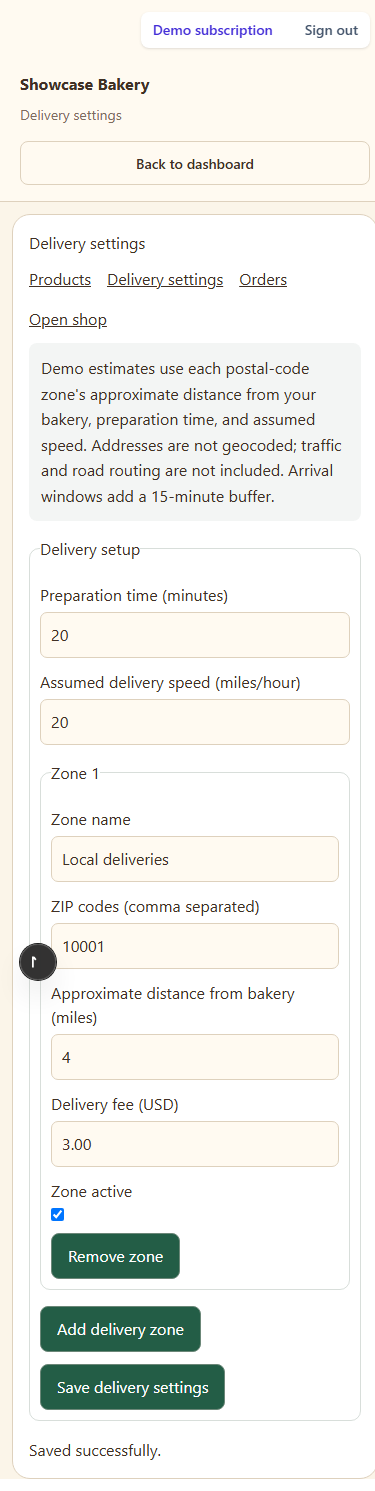 Demo subscription
Sign out
Showcase Bakery
Delivery settings
Back to dashboard
Delivery settings
Products Delivery settings Orders
Open shop
Demo estimates use each postal-code
zone's approximate distance from your
bakery, preparation time, and assumed
speed. Addresses are not geocoded; traffic
and road routing are not included. Arrival
windows add a 15-minute buffer.
Delivery setup
Preparation time (minutes)
20
Assumed delivery speed (miles/hour)
20
Zone 1
Zone name
Local deliveries
ZIP codes (comma separated)
10001
Approximate distance from bakery
(miles)
4
Delivery fee (USD)
3.00
Zone active
Remove zone
Add delivery zone
Save delivery settings
Saved successfully.